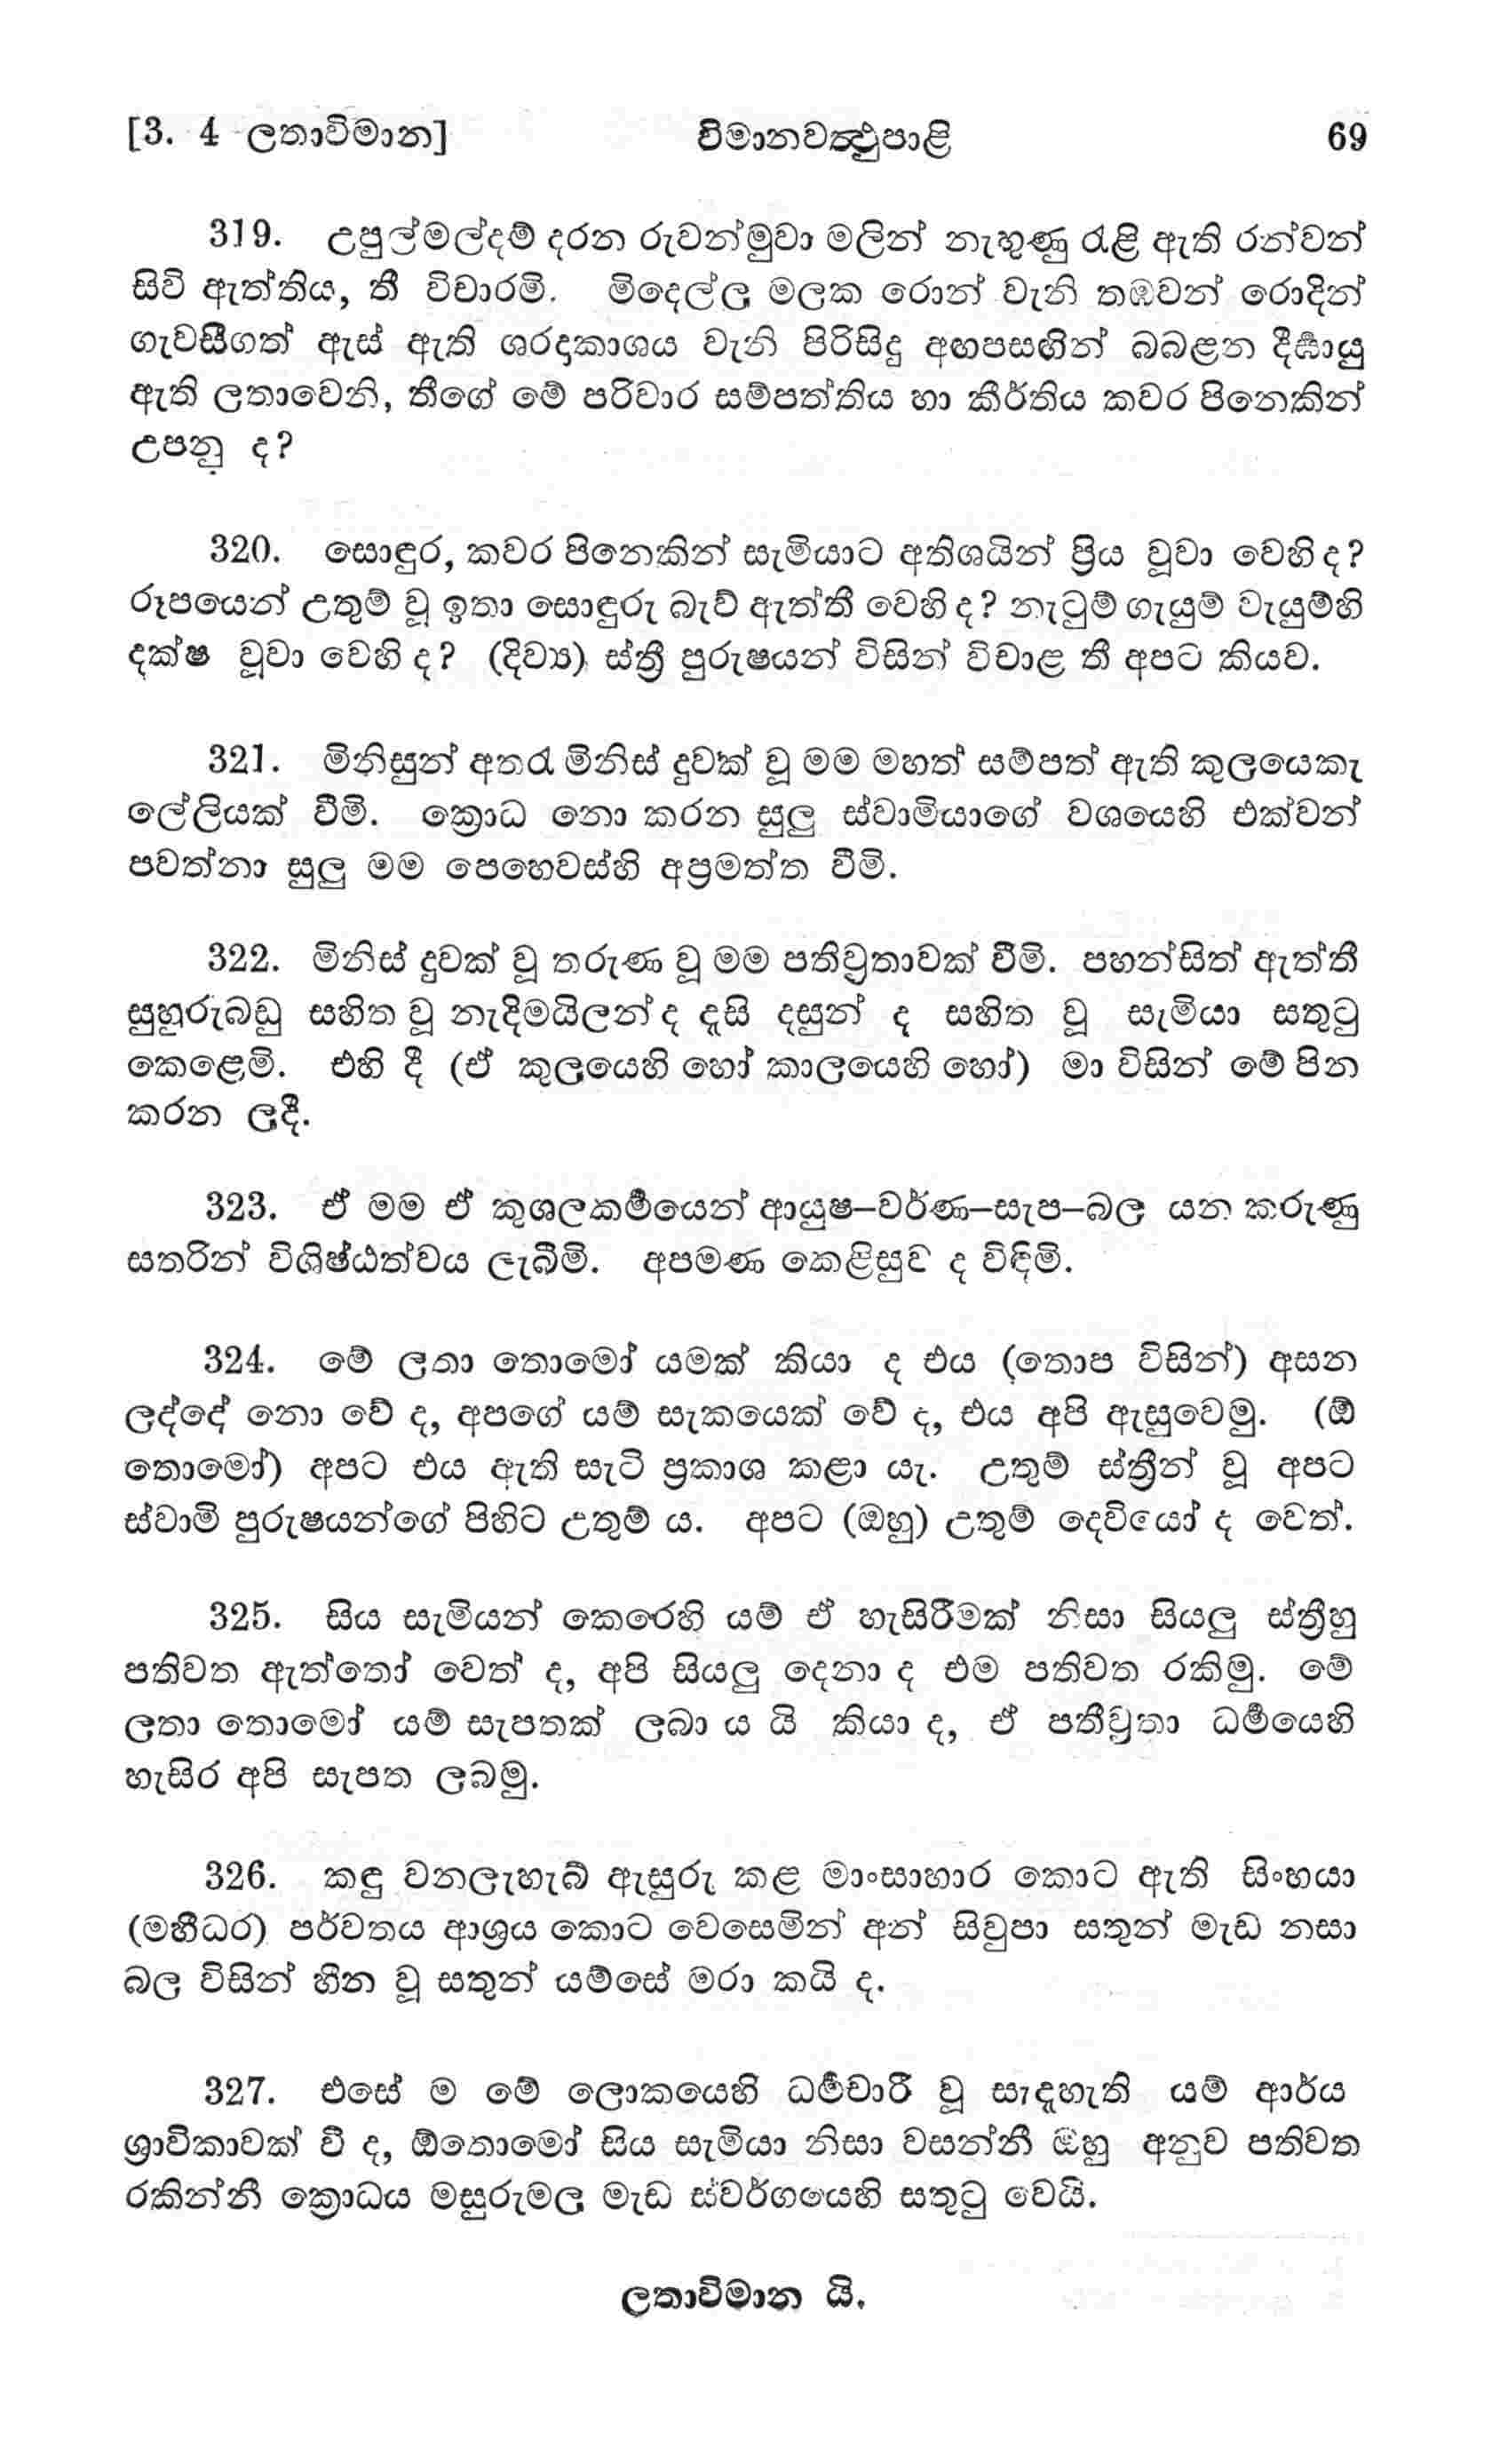 [3. 4 ලතාවිමාන] විමානවත්‍ථුපාළි 69
319. උපුල්මල්දම් දරන රුවන්මුවා මලින් නැහුණු රැළි ඇති රන්වන්
සිවි ඇත්තිය, තී විචාරමි. මිදෙල්ල මලක රොන් වැනි තඹවන් රොදින්
ගැවසීගත් ඇස් ඇති ශරදාකාශය වැනි පිරිසිදු අඟපසඟින් බබළන දීර්‍ඝායු
ඇති ලතාවෙනි, තීගේ මේ පරිවාර සම්පත්තිය හා කීර්තිය කවර පිනෙකින්
උපනු ද?
320. සොඳුර, කවර පිනෙකින් සැමියාට අතිශයින් ප්‍රිය වූවා වෙහි ද?
රූපයෙන් උතුම් වූ ඉතා සොඳුරු බැව් ඇත්තී වෙහි ද? නැටුම් ගැයුම් වැයුම්හි
දක්ෂ වූවා වෙහි ද? (දිව්‍ය) ස්ත්‍රී පුරුෂයන් විසින් විචාළ තී අපට කියව.
321. මිනිසුන් අතරැ මිනිස් දුවක් වූ මම මහත් සම්පත් ඇති කුලයෙකැ
ලේලියක් වීමි. ක්‍රොධ නො කරන සුලු ස්වාමියාගේ වශයෙහි එක්වන්
පවත්නා සුලු මම පෙහෙවස්හි අප්‍රමත්ත වීමි.
322. මිනිස් දුවක් වූ තරුණ වූ මම පතිව්‍රතාවක් වීමි. පහන්සිත් ඇත්තී
සුහුරුබඩු සහිත වූ නැදිමයිලන් ද දැසි දසුන් ද සහිත වූ සැමියා සතුටු
කෙළෙමි. එහි දී (ඒ කුලයෙහි හෝ කාලයෙහි හෝ) මා විසින් මේ පින
කරන ලදී.
323. ඒ මම ඒ කුශලකර්‍මයෙන් ආයුෂ–වර්ණ–සැප–බල යන කරුණු
සතරින් විශිෂ්ඨත්වය ලැබීමි. අපමණ කෙළිසුව ද විඳිමි.
324. මේ ලතා තොමෝ යමක් කියා ද එය (තොප විසින්) අසන
ලද්දේ නො වේ ද, අපගේ යම් සැකයෙක් වේ ද, එය අපි ඇසුවෙමු. (ඕ
තොමෝ) අපට එය ඇති සැටි ප්‍රකාශ කළා යැ. උතුම් ස්ත්‍රීන් වූ අපට
ස්වාමි පුරුෂයන්ගේ පිහිට උතුම් ය. අපට (ඔහු) උතුම් දෙවියෝ ද වෙත්.
325. සිය සැමියන් කෙරෙහි යම් ඒ හැසිරීමක් නිසා සියලු ස්ත්‍රීහු
පතිවත ඇත්තෝ වෙත් ද, අපි සියලු දෙනා ද එම පතිවත රකිමු. මේ
ලතා තොමෝ යම් සැපතක් ලබා ය යි කියා ද, ඒ පතීව්‍රතා ධර්‍මයෙහි
හැසිර අපි සැපත ලබමු.
326. කඳු වනලැහැබ් ඇසුරු කළ මාංසාහාර කොට ඇති සිංහයා
(මහීධර) පර්වතය ආශ්‍රය කොට වෙසෙමින් අන් සිවුපා සතුන් මැඩ නසා
බල විසින් හීන වූ සතුන් යම්සේ මරා කයි ද.
327. එසේ ම මේ ලොකයෙහි ධර්‍මචාරී වූ සැදැහැති යම් ආර්ය
ශ්‍රාවිකාවක් වී ද, ඕතොමෝ සිය සැමියා නිසා වසන්නී ඔහු අනුව පතිවත
රකින්නී ක්‍රොධය මසුරුමල මැඩ ස්වර්ගයෙහි සතුටු වෙයි.
ලතාවිමාන යි.